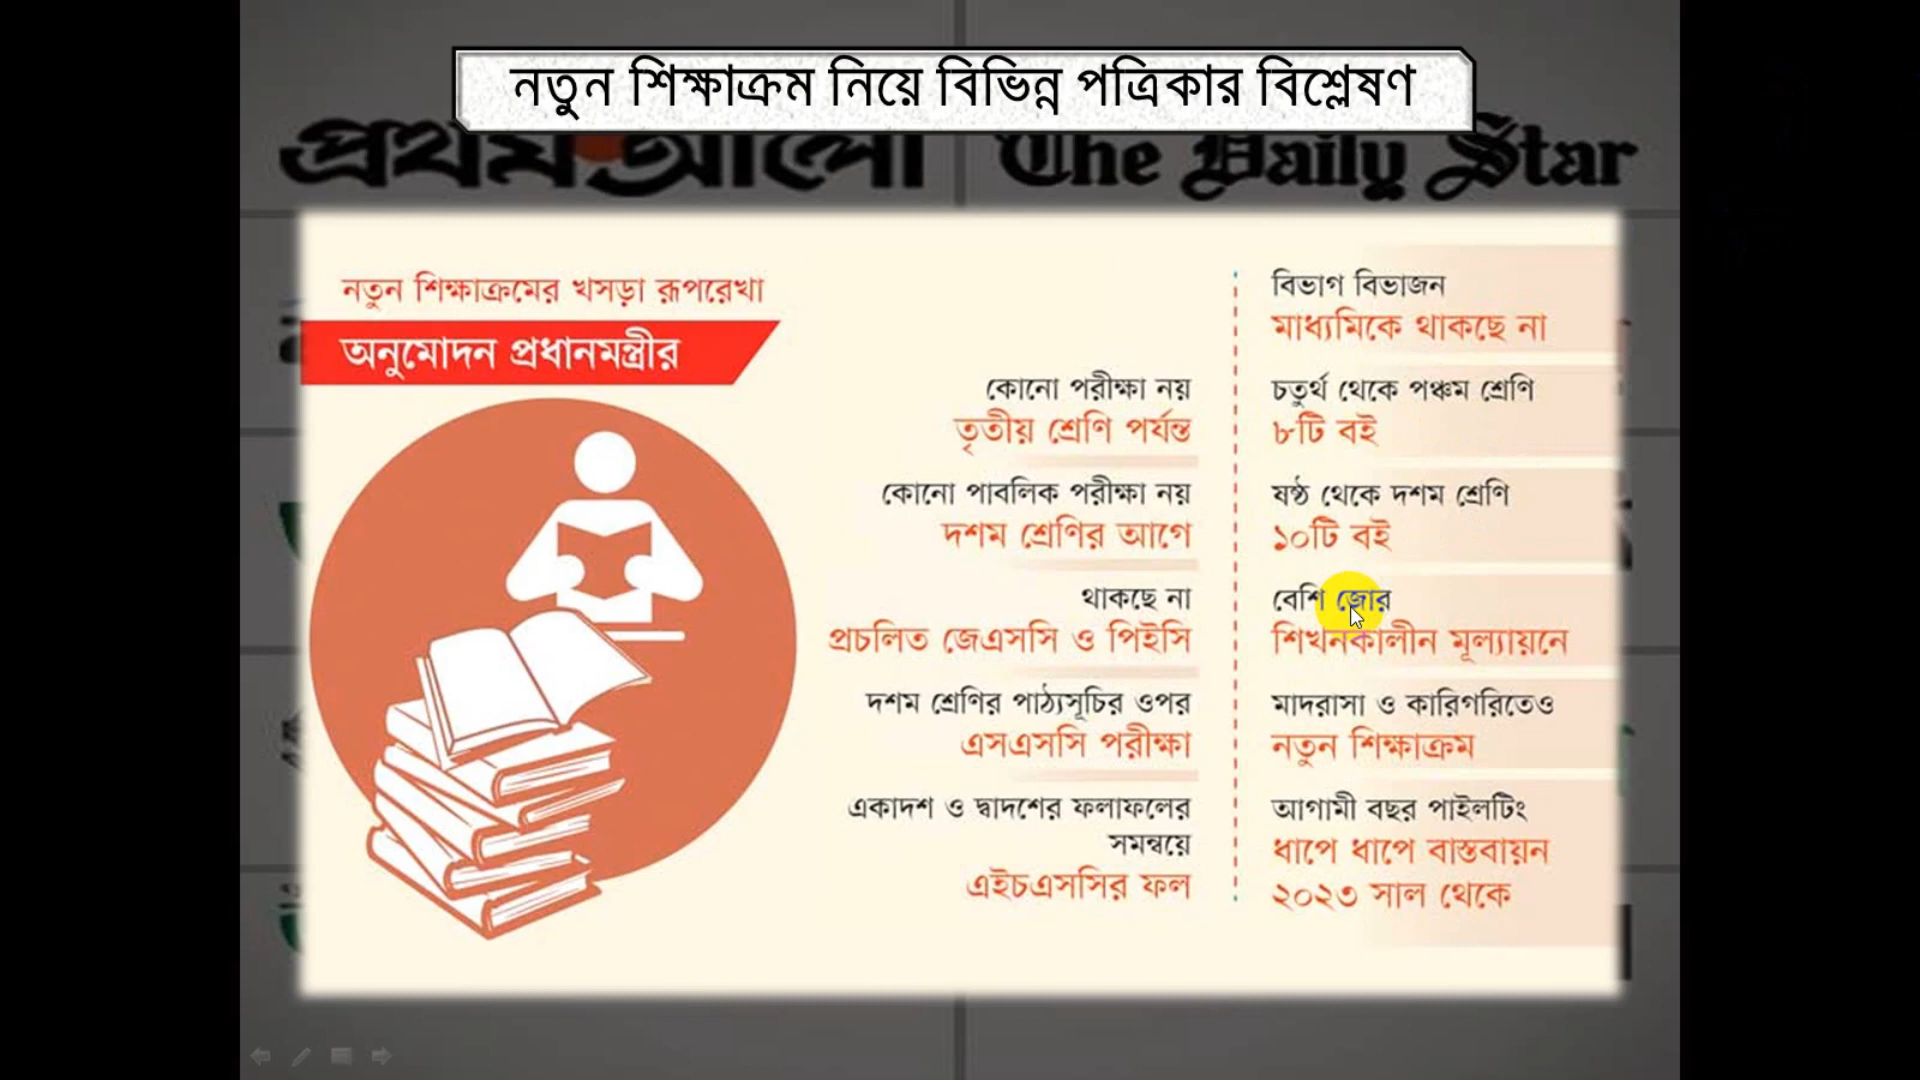 নতুন শিক্ষাক্রম নিয়ে বিভিন্ন পত্রিকার বিশ্লেষণ
প্রথম আলো
The Daily Star
নতুন শিক্ষাক্রমের খসড়া রূপরেখা
অনুমোদন প্রধানমন্ত্রীর
কোনো পরীক্ষা নয়
তৃতীয় শ্রেণি পর্যন্ত
কোনো পাবলিক পরীক্ষা নয়
দশম শ্রেণির আগে
থাকছে না
প্রচলিত জেএসসি ও পিইসি
দশম শ্রেণির পাঠ্যসূচির ওপর
এসএসসি পরীক্ষা
একাদশ ও দ্বাদশের ফলাফলের
সমন্বয়ে
এইচএসসির ফল
বিভাগ বিভাজন
মাধ্যমিকে থাকছে না
চতুর্থ থেকে পঞ্চম শ্রেণি
৮টি বই
ষষ্ঠ থেকে দশম শ্রেণি
১০টি বই
বেশি জোর
শিখনকালীন মূল্যায়নে
মাদরাসা ও কারিগরিতেও
নতুন শিক্ষাক্রম
আগামী বছর পাইলটিং
ধাপে ধাপে বাস্তবায়ন
২০২৩ সাল থেকে